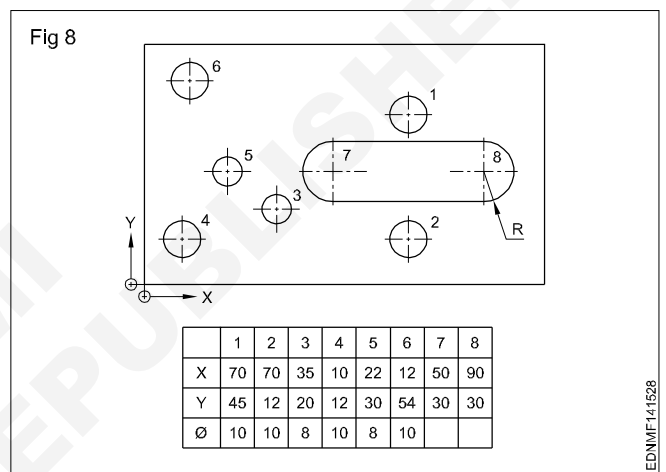 Fig 8
6
1
5
7
8
3
4
2
R
Y
X
1 2 3 4 5 6 7 8
X 70 70 35 10 22 12 50 90
Y 45 12 20 12 30 54 30 30
Ø 10 10 8 10 8 10
EDNMF141528
MI
REPUBLISHED